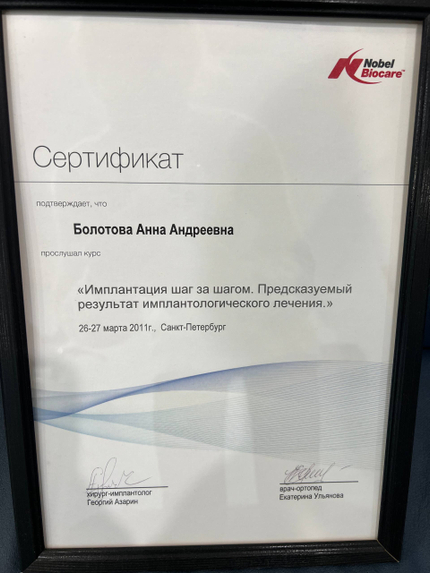 Nobel
Biocare™
Сертификат
подтверждает, что
Болотова Анна Андреевна
прослушал курс
«Имплантация шаг за шагом. Предсказуемый
результат имплантологического лечения.»
26-27 марта 2011г., Санкт-Петербург
хирург-имплантолог
Георгий Азарин
врач-ортопед
Екатерина Ульянова